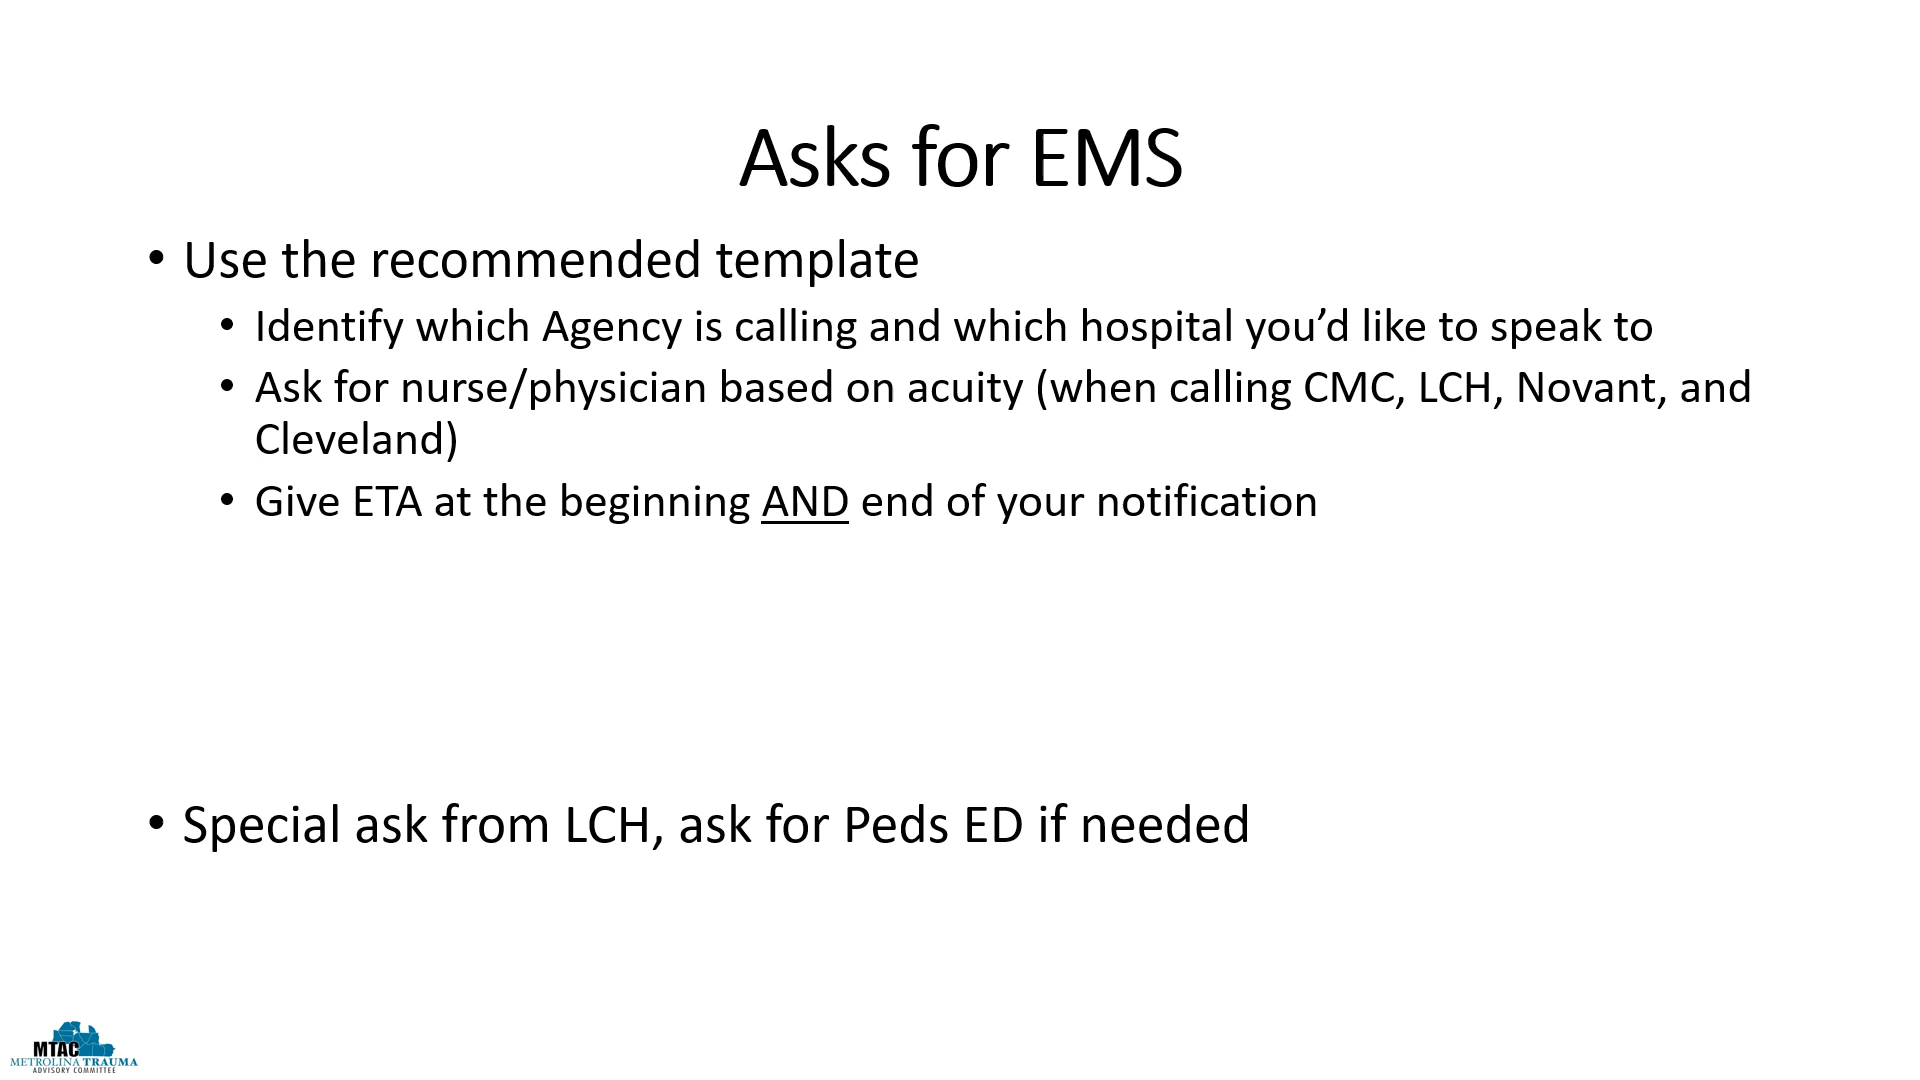 Asks for EMS
• Use the recommended template
• Identify which Agency is calling and which hospital you’d like to speak to
• Ask for nurse/physician based on acuity (when calling CMC, LCH, Novant, and
Cleveland)
• Give ETA at the beginning AND end of your notification
• Special ask from LCH, ask for Peds ED if needed
MTAC
METROLINA TRAUMA
ADVISORY COMMITTEE